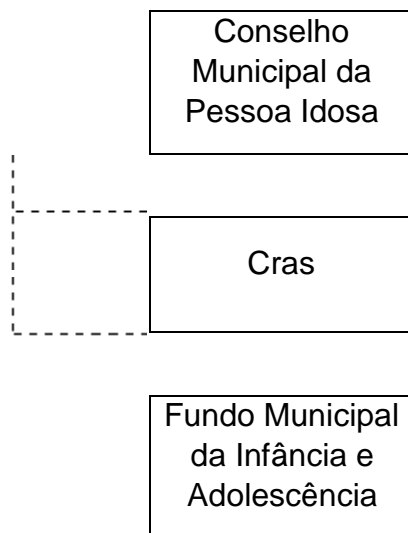 Conselho
Municipal da
Pessoa Idosa
Cras
Fundo Municipal
da Infância e
Adolescência